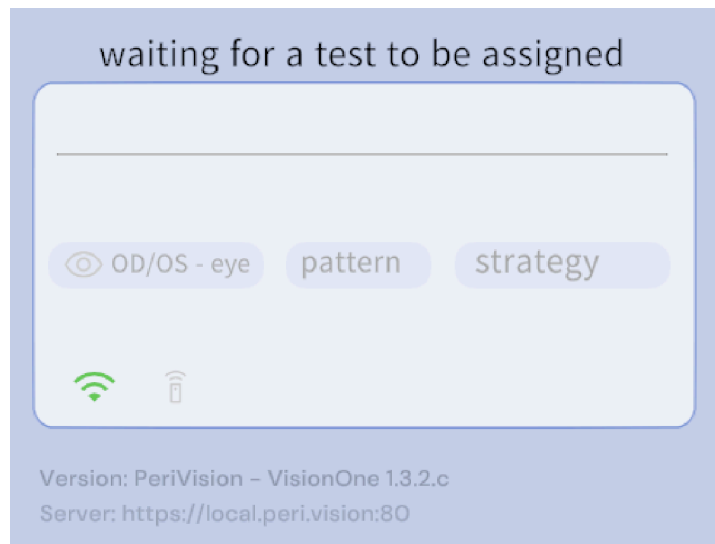 waiting for a test to be assigned
OD/OS - eye pattern strategy
Version: PeriVision – VisionOne 1.3.2.c
Server: https://local.peri.vision:80